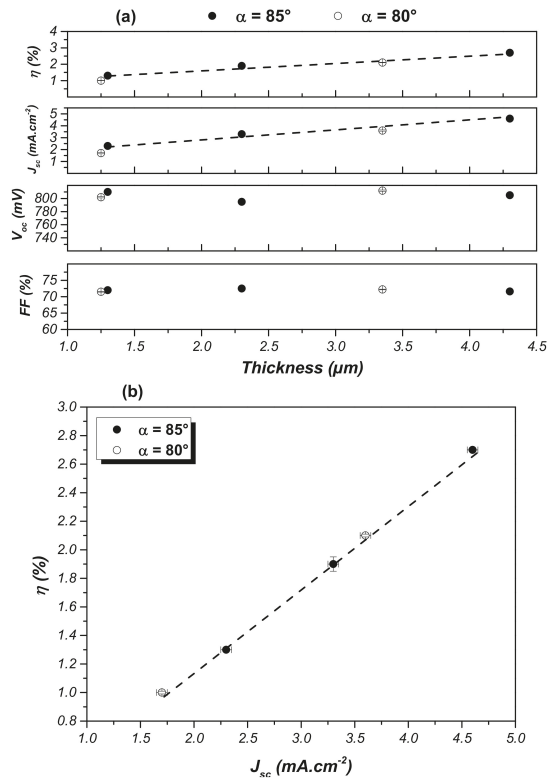 (a) α = 85° α = 80°
4
3
2
1
0
η (%)
5
4
3
2
1
J_sc (mA.cm⁻²)
800
780
760
740
V_oc (mV)
75
70
65
60
FF (%)
1.0 1.5 2.0 2.5 3.0 3.5 4.0 4.5
Thickness (µm)
(b)
α = 85°
α = 80°
3.0
2.8
2.6
2.4
2.2
2.0
1.8
1.6
1.4
1.2
1.0
0.8
η (%)
1.0 1.5 2.0 2.5 3.0 3.5 4.0 4.5 5.0
J_sc (mA.cm⁻²)